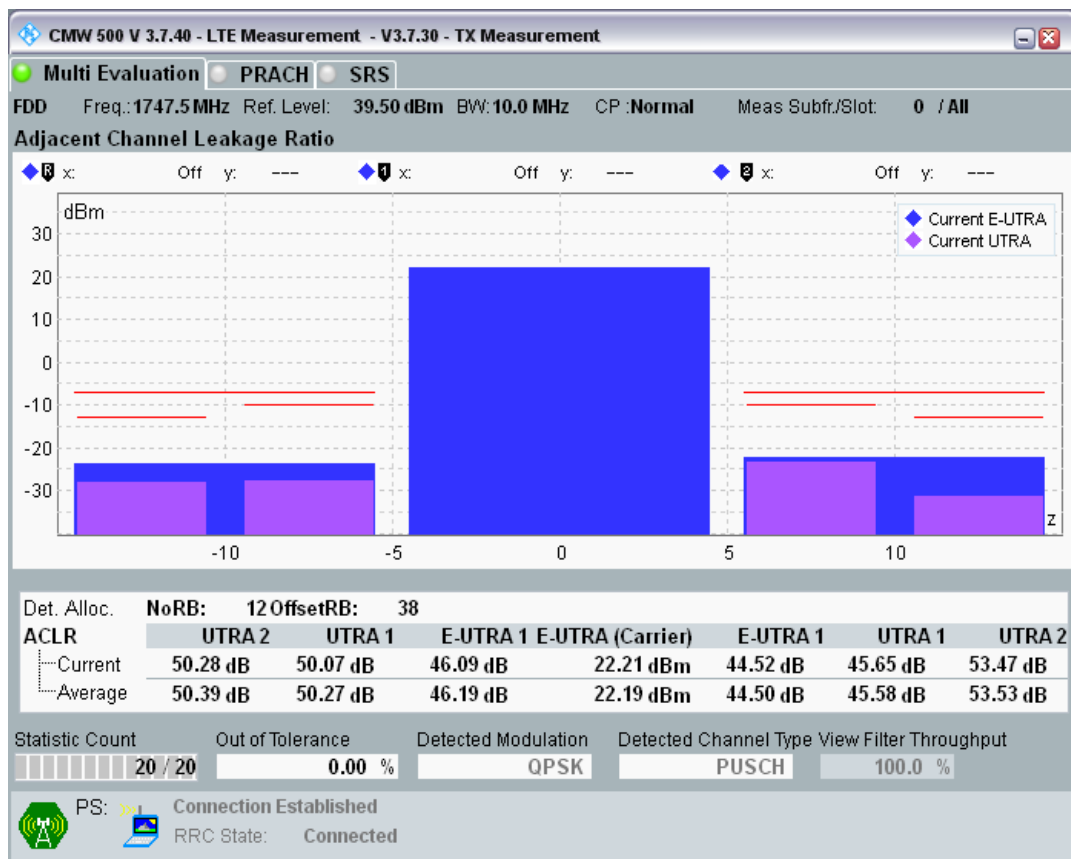 CMW 500 V 3.7.40 - LTE Measurement - V3.7.30 - TX Measurement
Multi Evaluation PRACH SRS
FDD Freq.: 1747.5 MHz Ref. Level: 39.50 dBm BW: 10.0 MHz CP : Normal Meas Subfr./Slot: 0 / All
Adjacent Channel Leakage Ratio
R x: Off y: --- 1 x: Off y: --- 2 x: Off y: ---
dBm
Current E-UTRA
Current UTRA
30
20
10
0
-10
-20
-30
z
-10 -5 0 5 10
Det. Alloc. NoRB: 12 OffsetRB: 38
ACLR UTRA 2 UTRA 1 E-UTRA 1 E-UTRA (Carrier) E-UTRA 1 UTRA 1 UTRA 2
Current 50.28 dB 50.07 dB 46.09 dB 22.21 dBm 44.52 dB 45.65 dB 53.47 dB
Average 50.39 dB 50.27 dB 46.19 dB 22.19 dBm 44.50 dB 45.58 dB 53.53 dB
Statistic Count Out of Tolerance Detected Modulation Detected Channel Type View Filter Throughput
20 / 20 0.00 % QPSK PUSCH 100.0 %
PS: Connection Established
RRC State: Connected